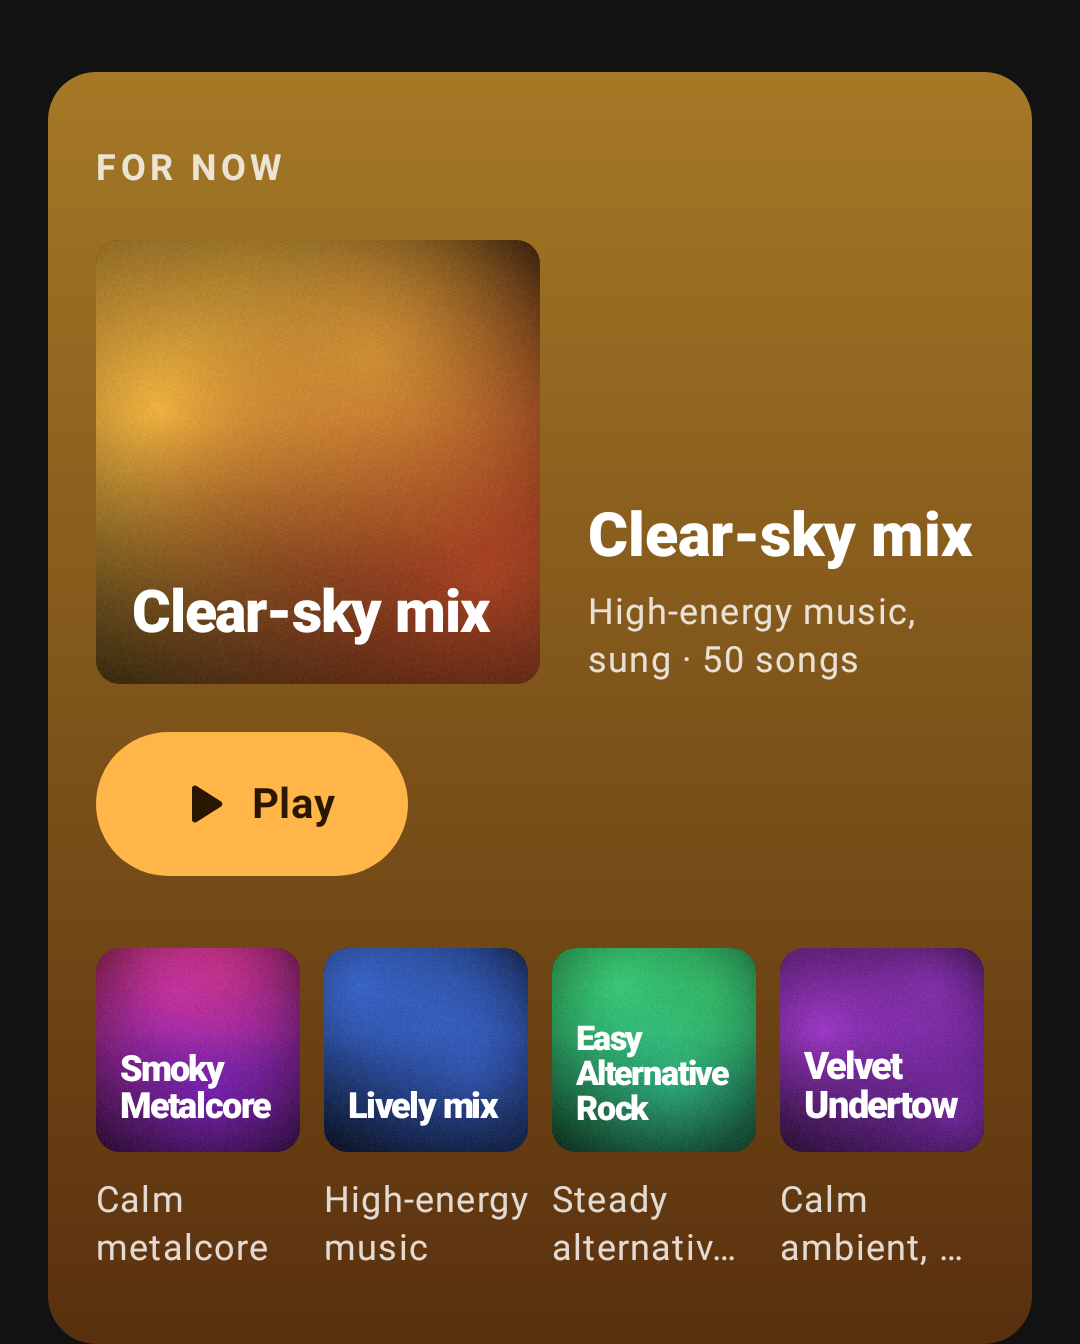 FOR NOW
Clear-sky mix
Clear-sky mix
High-energy music,
sung · 50 songs
Play
Smoky
Metalcore
Lively mix
Easy
Alternative
Rock
Velvet
Undertow
Calm
metalcore
High-energy
music
Steady
alternativ…
Calm
ambient, …